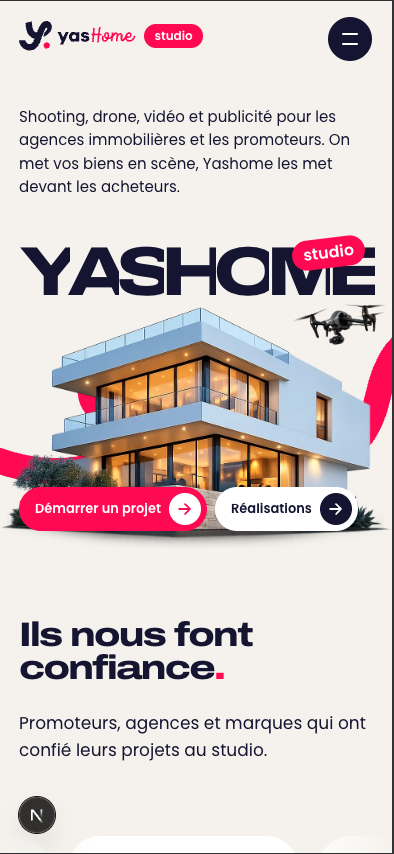 yasHome studio
Shooting, drone, vidéo et publicité pour les
agences immobilières et les promoteurs. On
met vos biens en scène, Yashome les met
devant les acheteurs.
studio
YASHOME
Démarrer un projet
Réalisations
Ils nous font
confiance.
Promoteurs, agences et marques qui ont
confié leurs projets au studio.
N